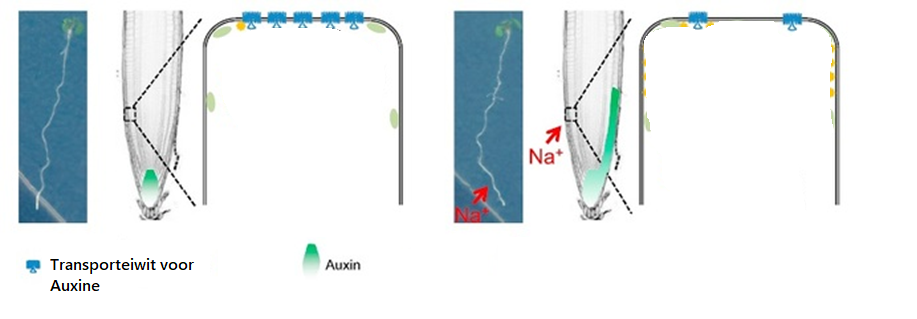 Na⁺
Na⁺
Transporteiwit voor
Auxine
Auxin